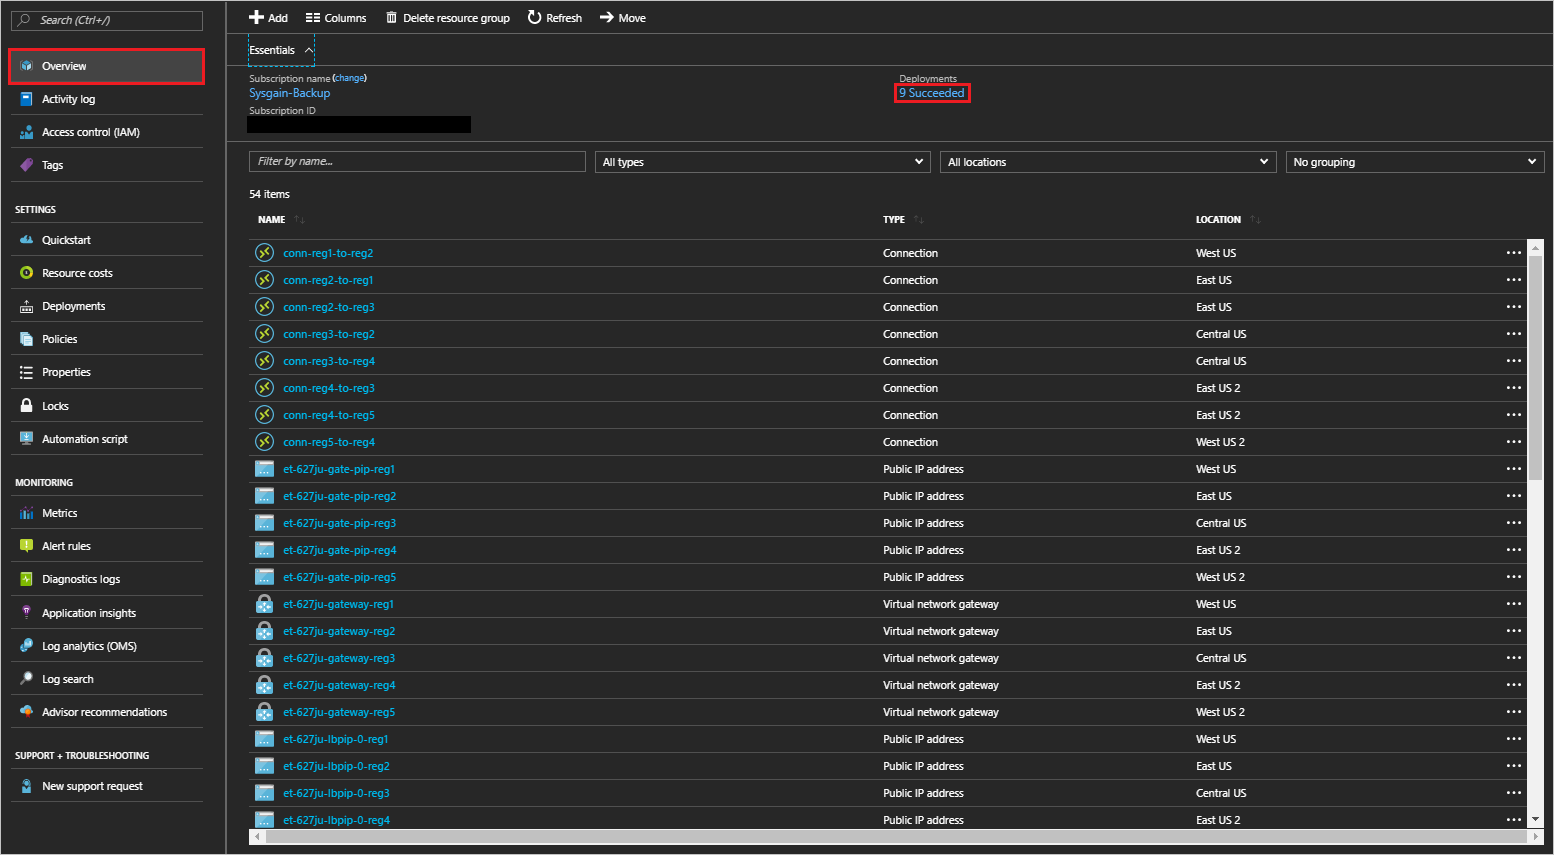 Search (Ctrl+/)
Overview
Activity log
Access control (IAM)
Tags
SETTINGS
Quickstart
Resource costs
Deployments
Policies
Properties
Locks
Automation script
MONITORING
Metrics
Alert rules
Diagnostics logs
Application insights
Log analytics (OMS)
Log search
Advisor recommendations
SUPPORT + TROUBLESHOOTING
New support request
Add Columns Delete resource group Refresh Move
Essentials
Subscription name (change) Deployments
Sysgain-Backup 9 Succeeded
Subscription ID
Filter by name... All types All locations No grouping
54 items
NAME TYPE LOCATION
conn-reg1-to-reg2 Connection West US
conn-reg2-to-reg1 Connection East US
conn-reg2-to-reg3 Connection East US
conn-reg3-to-reg2 Connection Central US
conn-reg3-to-reg4 Connection Central US
conn-reg4-to-reg3 Connection East US 2
conn-reg4-to-reg5 Connection East US 2
conn-reg5-to-reg4 Connection West US 2
et-627ju-gate-pip-reg1 Public IP address West US
et-627ju-gate-pip-reg2 Public IP address East US
et-627ju-gate-pip-reg3 Public IP address Central US
et-627ju-gate-pip-reg4 Public IP address East US 2
et-627ju-gate-pip-reg5 Public IP address West US 2
et-627ju-gateway-reg1 Virtual network gateway West US
et-627ju-gateway-reg2 Virtual network gateway East US
et-627ju-gateway-reg3 Virtual network gateway Central US
et-627ju-gateway-reg4 Virtual network gateway East US 2
et-627ju-gateway-reg5 Virtual network gateway West US 2
et-627ju-lbpip-0-reg1 Public IP address West US
et-627ju-lbpip-0-reg2 Public IP address East US
et-627ju-lbpip-0-reg3 Public IP address Central US
et-627ju-lbpip-0-reg4 Public IP address East US 2